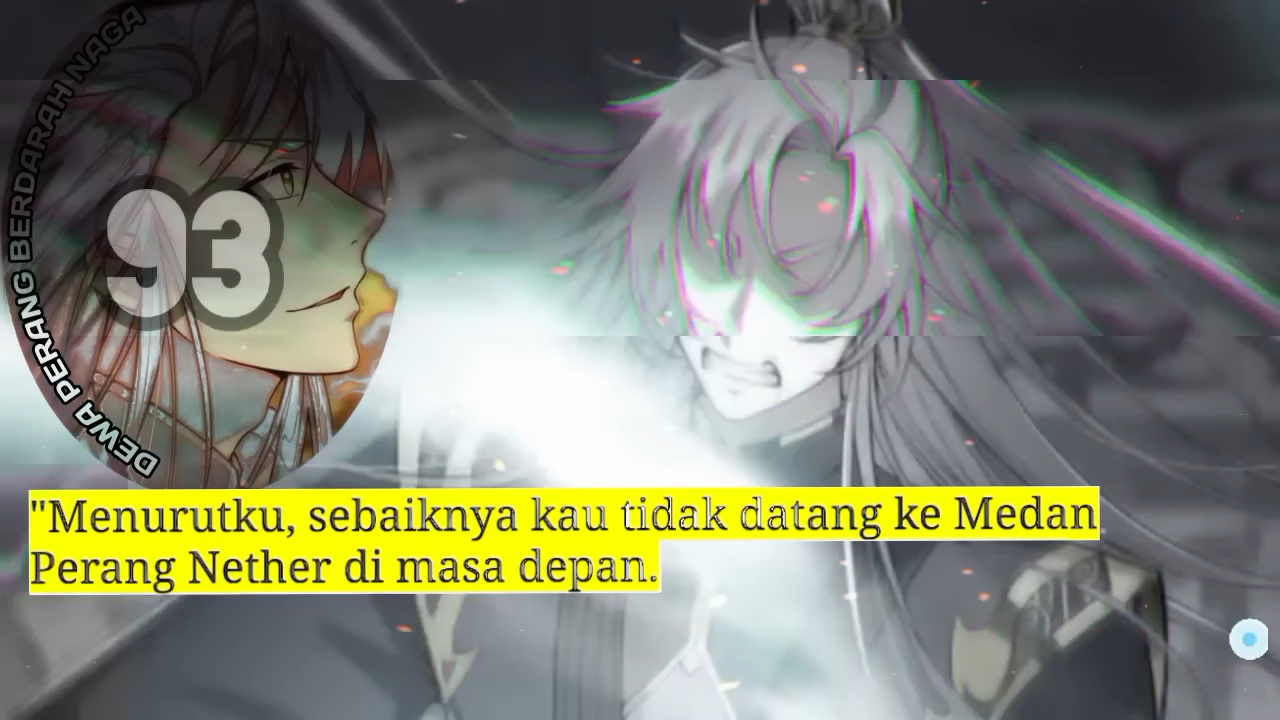 DEWA PERANG BERDARAH NAGA
93
"Menurutku, sebaiknya kau tidak datang ke Medan
Perang Nether di masa depan.